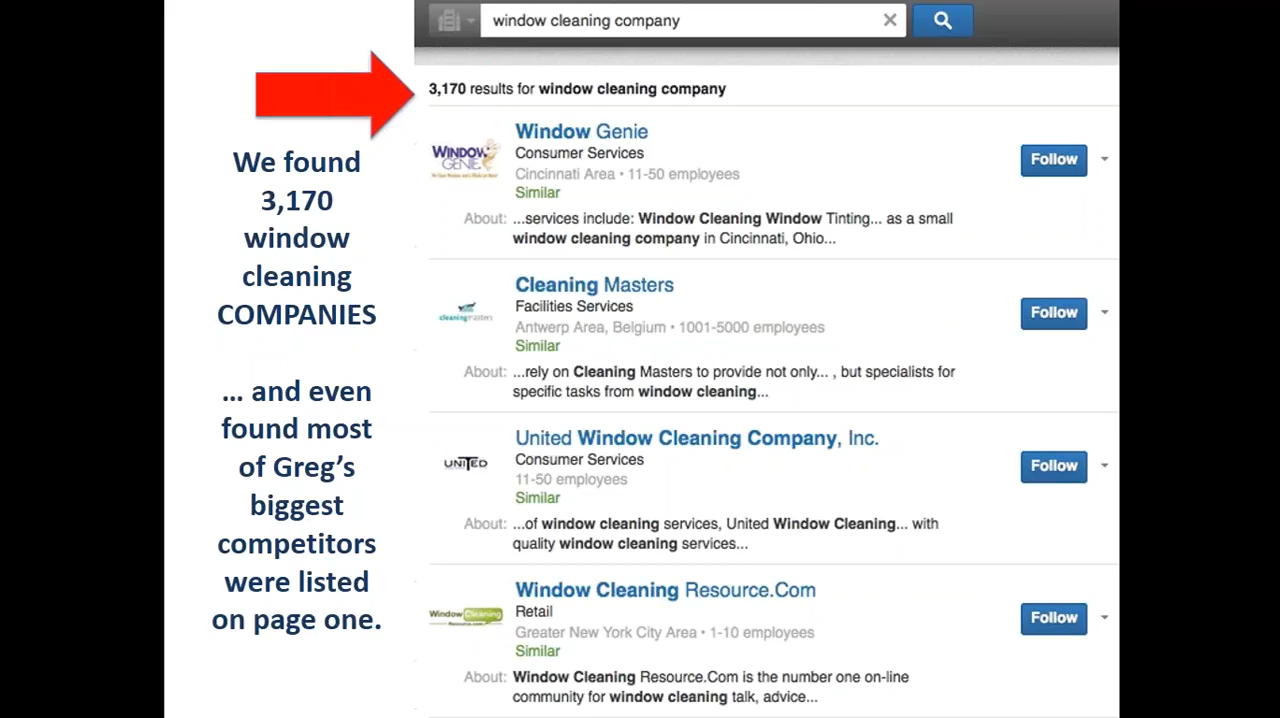 window cleaning company
3,170 results for window cleaning company
We found
3,170
window
cleaning
COMPANIES
... and even
found most
of Greg's
biggest
competitors
were listed
on page one.
WINDOW
GENIE
Window Genie
Consumer Services
Cincinnati Area • 11-50 employees
Similar
Follow
About: ...services include: Window Cleaning Window Tinting... as a small
window cleaning company in Cincinnati, Ohio...
cleaningmasters
Cleaning Masters
Facilities Services
Antwerp Area, Belgium • 1001-5000 employees
Similar
Follow
About: ...rely on Cleaning Masters to provide not only... , but specialists for
specific tasks from window cleaning...
UNITED
United Window Cleaning Company, Inc.
Consumer Services
11-50 employees
Similar
Follow
About: ...of window cleaning services, United Window Cleaning... with
quality window cleaning services...
Window Cleaning
Resource.com
Window Cleaning Resource.Com
Retail
Greater New York City Area • 1-10 employees
Similar
Follow
About: Window Cleaning Resource.Com is the number one on-line
community for window cleaning talk, advice...